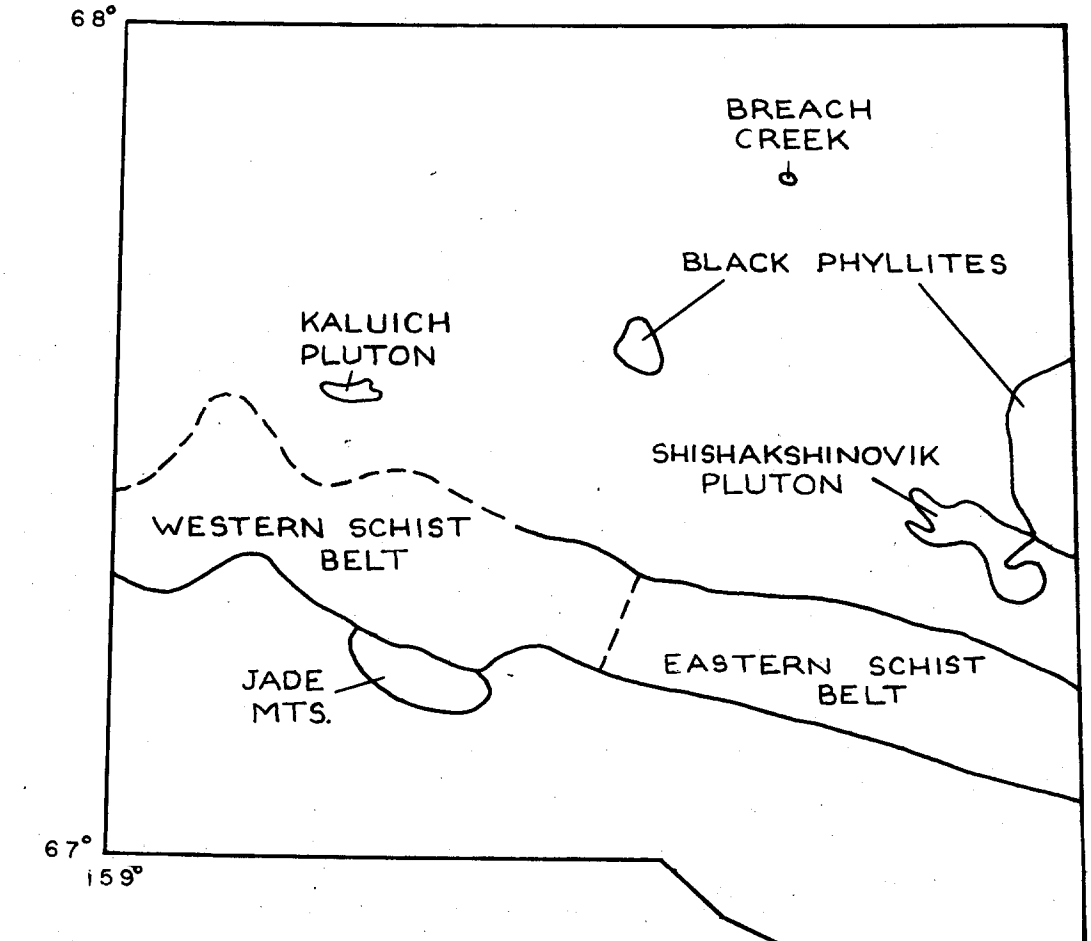 68°
BREACH
CREEK
BLACK PHYLLITES
KALUICH
PLUTON
SHISHAKSHINOVIK
PLUTON
WESTERN SCHIST
BELT
EASTERN SCHIST
BELT
JADE
MTS.
67°
159°